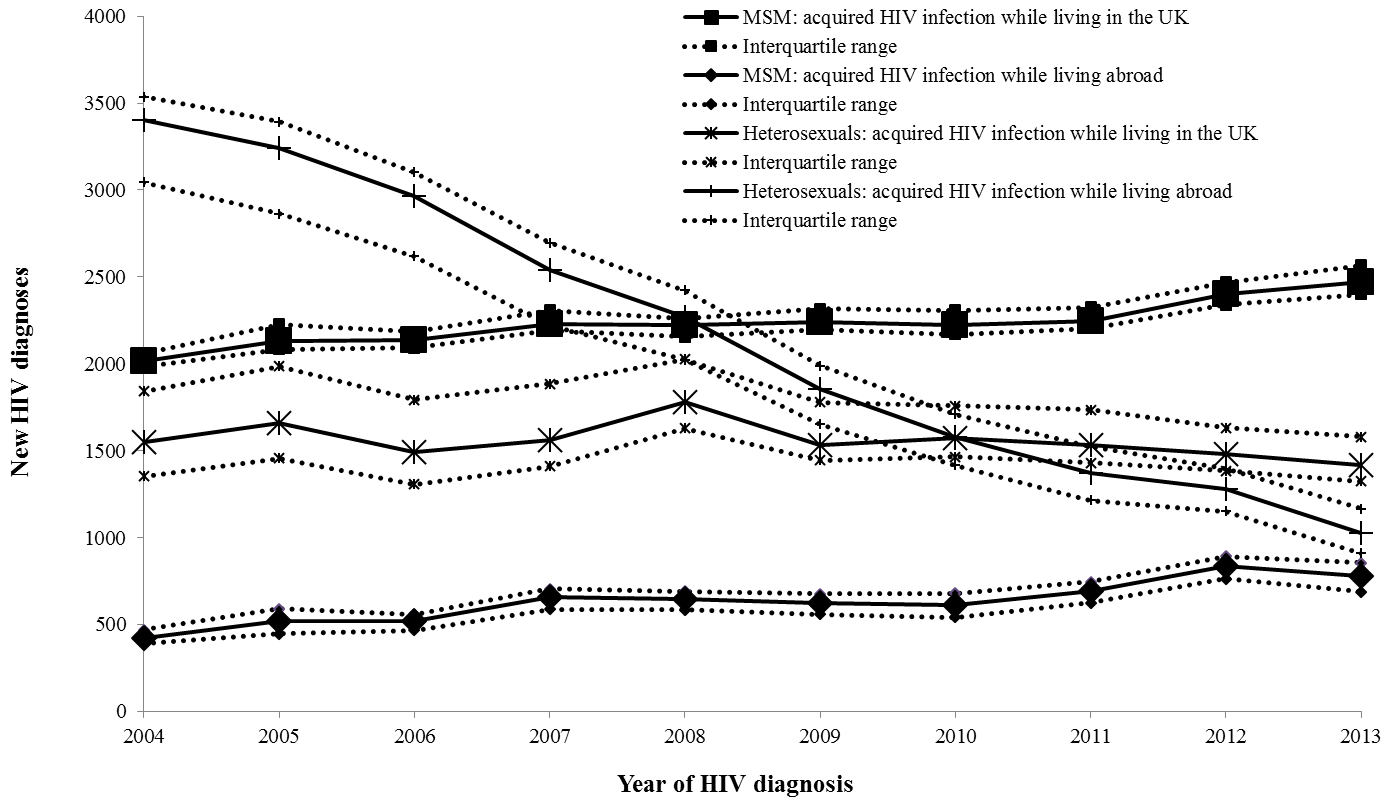 4000
3500
3000
2500
2000
1500
1000
500
0
New HIV diagnoses
MSM: acquired HIV infection while living in the UK
Interquartile range
MSM: acquired HIV infection while living abroad
Interquartile range
Heterosexuals: acquired HIV infection while living in the UK
Interquartile range
Heterosexuals: acquired HIV infection while living abroad
Interquartile range
2004 2005 2006 2007 2008 2009 2010 2011 2012 2013
Year of HIV diagnosis